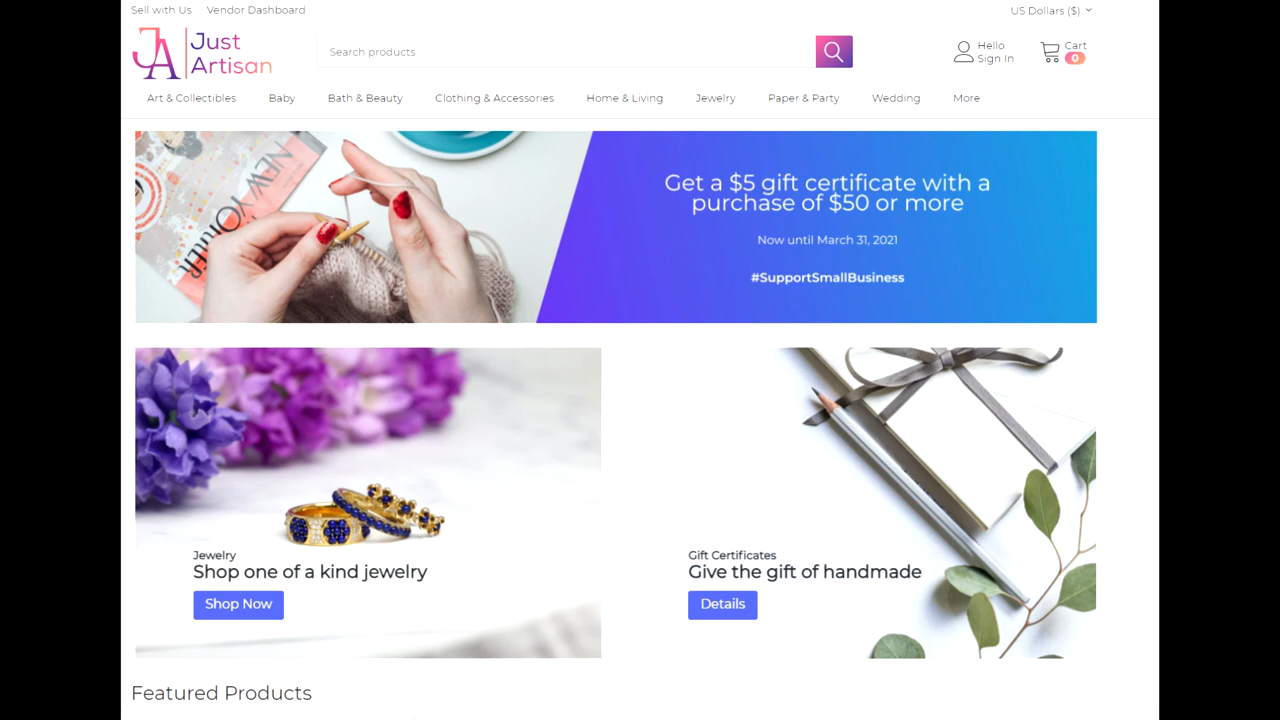 Sell with Us
Vendor Dashboard
US Dollars ($)
JA
Just
Artisan
Search products
Hello
Sign In
Cart
0
Art & Collectibles
Baby
Bath & Beauty
Clothing & Accessories
Home & Living
Jewelry
Paper & Party
Wedding
More
NEW YORKER
Get a $5 gift certificate with a
purchase of $50 or more
Now until March 31, 2021
#SupportSmallBusiness
Jewelry
Shop one of a kind jewelry
Shop Now
Gift Certificates
Give the gift of handmade
Details
Featured Products